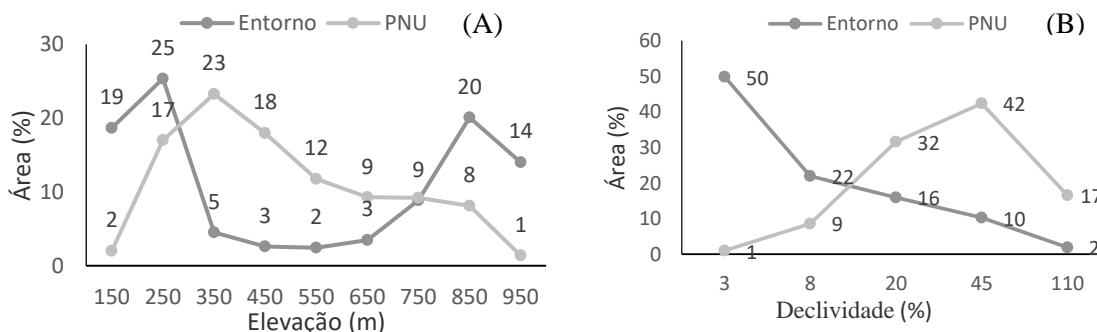 Entorno PNU (A)
Área (%)
30
20
10
0
19 25 5 3 2 3 9 20 14
2 17 23 18 12 9 8 1
150 250 350 450 550 650 750 850 950
Elevação (m)
Entorno PNU (B)
Área (%)
60
50
40
30
20
10
0
50 22 16 10 2
1 9 32 42 17
3 8 20 45 110
Declividade (%)